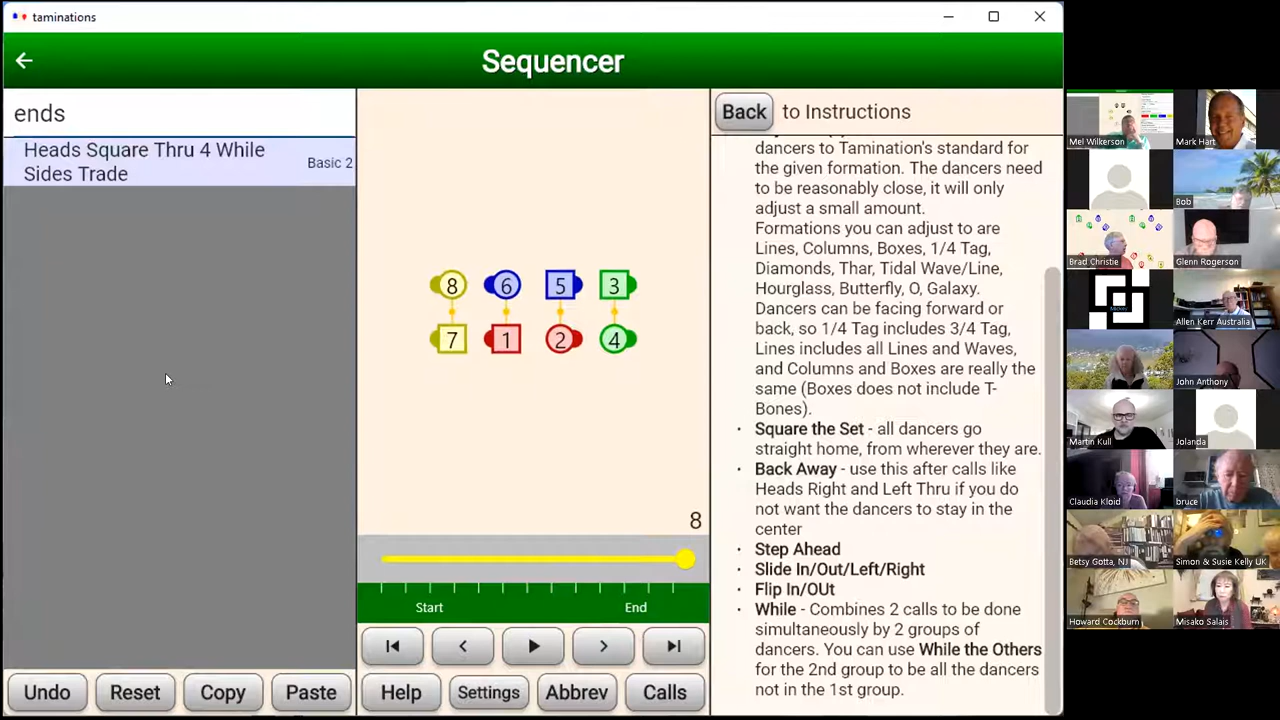 taminations
Sequencer
ends
Heads Square Thru 4 While
Sides Trade
Basic 2
8
6
5
3
7
1
2
4
8
Start
End
Undo
Reset
Copy
Paste
Help
Settings
Abbrev
Calls
Back to Instructions
dancers to Tamination's standard for
the given formation. The dancers need
to be reasonably close, it will only
adjust a small amount.
Formations you can adjust to are
Lines, Columns, Boxes, 1/4 Tag,
Diamonds, Thar, Tidal Wave/Line,
Hourglass, Butterfly, O, Galaxy.
Dancers can be facing forward or
back, so 1/4 Tag includes 3/4 Tag,
Lines includes all Lines and Waves,
and Columns and Boxes are really the
same (Boxes does not include T-
Bones).
· Square the Set - all dancers go
straight home, from wherever they are.
· Back Away - use this after calls like
Heads Right and Left Thru if you do
not want the dancers to stay in the
center
· Step Ahead
· Slide In/Out/Left/Right
· Flip In/OUt
· While - Combines 2 calls to be done
simultaneously by 2 groups of
dancers. You can use While the Others
for the 2nd group to be all the dancers
not in the 1st group.
Mel Wilkerson
Mark Hart
Bob
Brad Christie
Glenn Rogerson
Allen Kerr Australia
John Anthony
Martin Kull
Jolanda
Claudia Kloid
bruce
Betsy Gotta, NJ
Simon & Susie Kelly UK
Howard Cockburn
Misako Salais